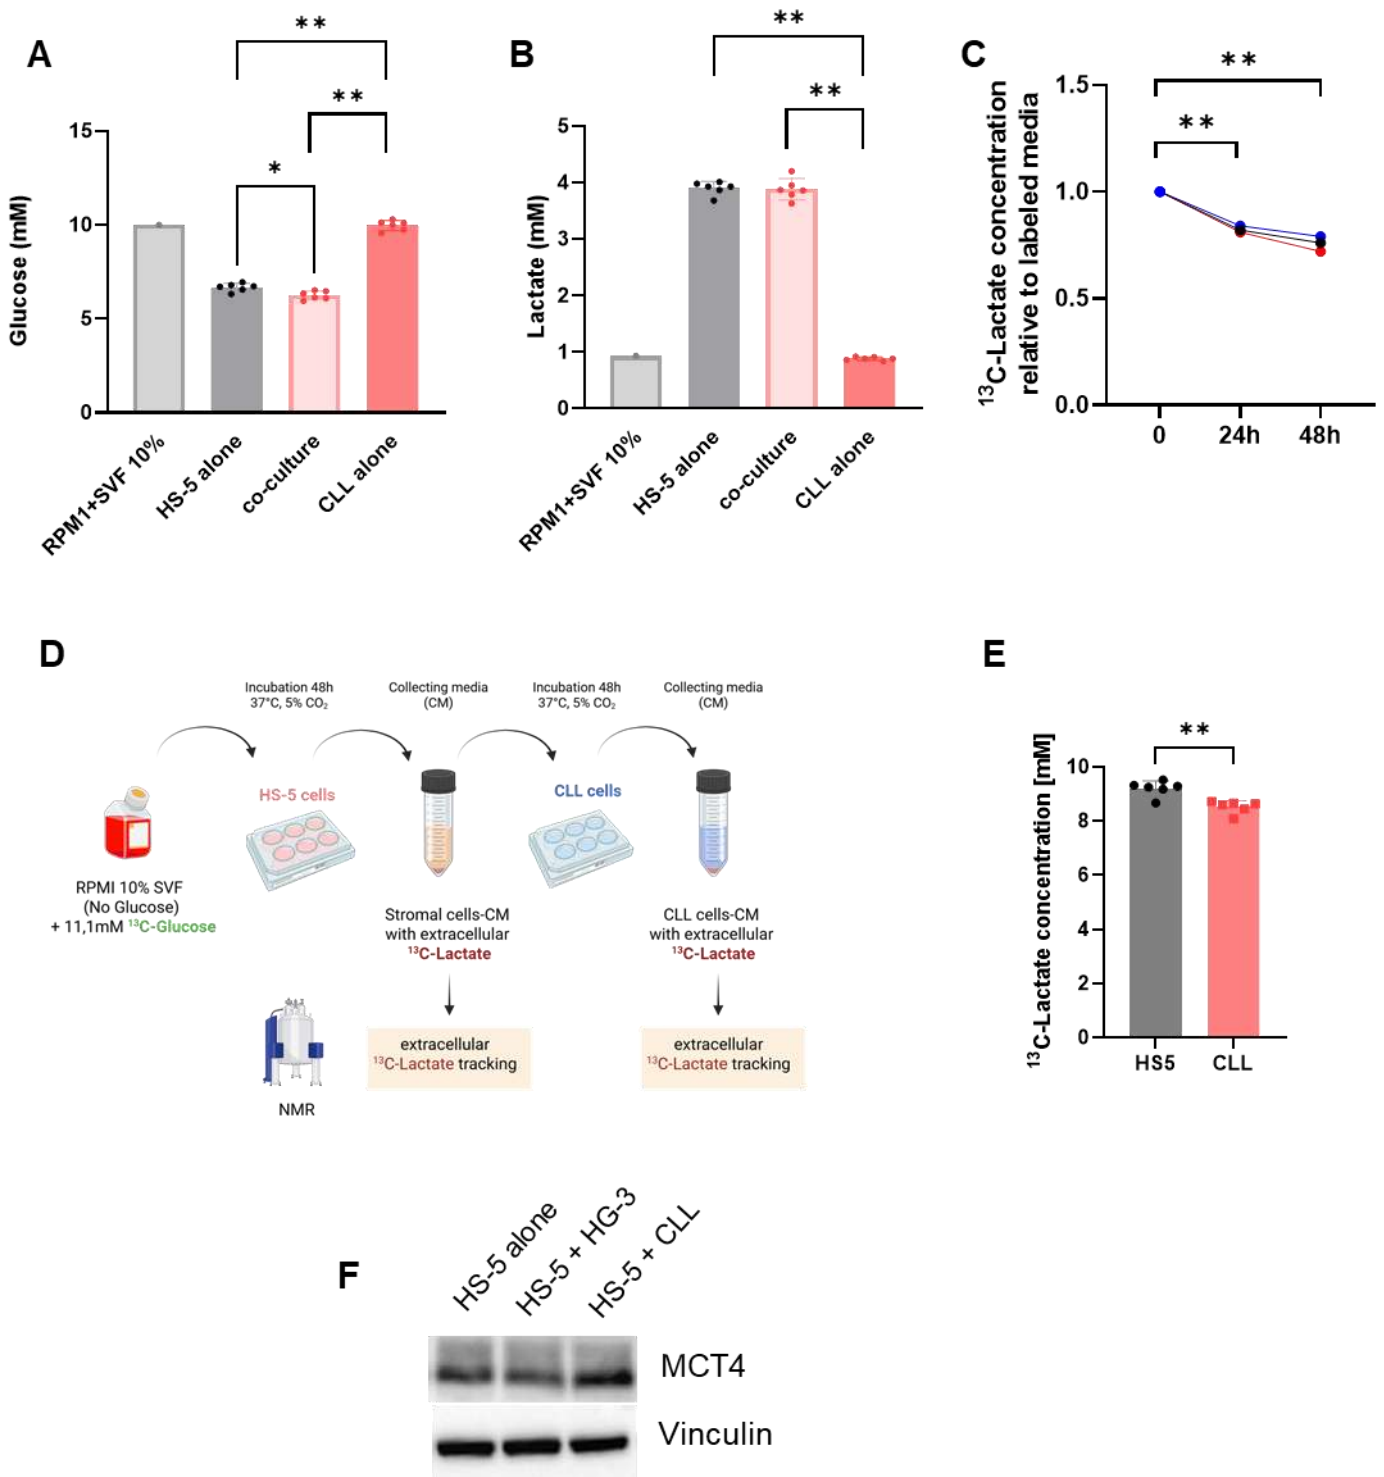 A
**
**
*
15
10
5
0
Glucose (mM)
RPM1+SVF 10%
HS-5 alone
co-culture
CLL alone
B
**
**
5
4
3
2
1
0
Lactate (mM)
RPM1+SVF 10%
HS-5 alone
co-culture
CLL alone
C
**
**
1.5
1.0
0.5
0.0
¹³C-Lactate concentration
relative to labeled media
0 24h 48h
D
Incubation 48h
37°C, 5% CO₂
Collecting media
(CM)
Incubation 48h
37°C, 5% CO₂
Collecting media
(CM)
HS-5 cells
CLL cells
RPMI 10% SVF
(No Glucose)
+ 11,1mM ¹³C-Glucose
Stromal cells-CM
with extracellular
¹³C-Lactate
CLL cells-CM
with extracellular
¹³C-Lactate
extracellular
¹³C-Lactate tracking
extracellular
¹³C-Lactate tracking
NMR
E
**
10
8
6
4
2
0
¹³C-Lactate concentration [mM]
HS5 CLL
F
HS-5 alone
HS-5 + HG-3
HS-5 + CLL
MCT4
Vinculin